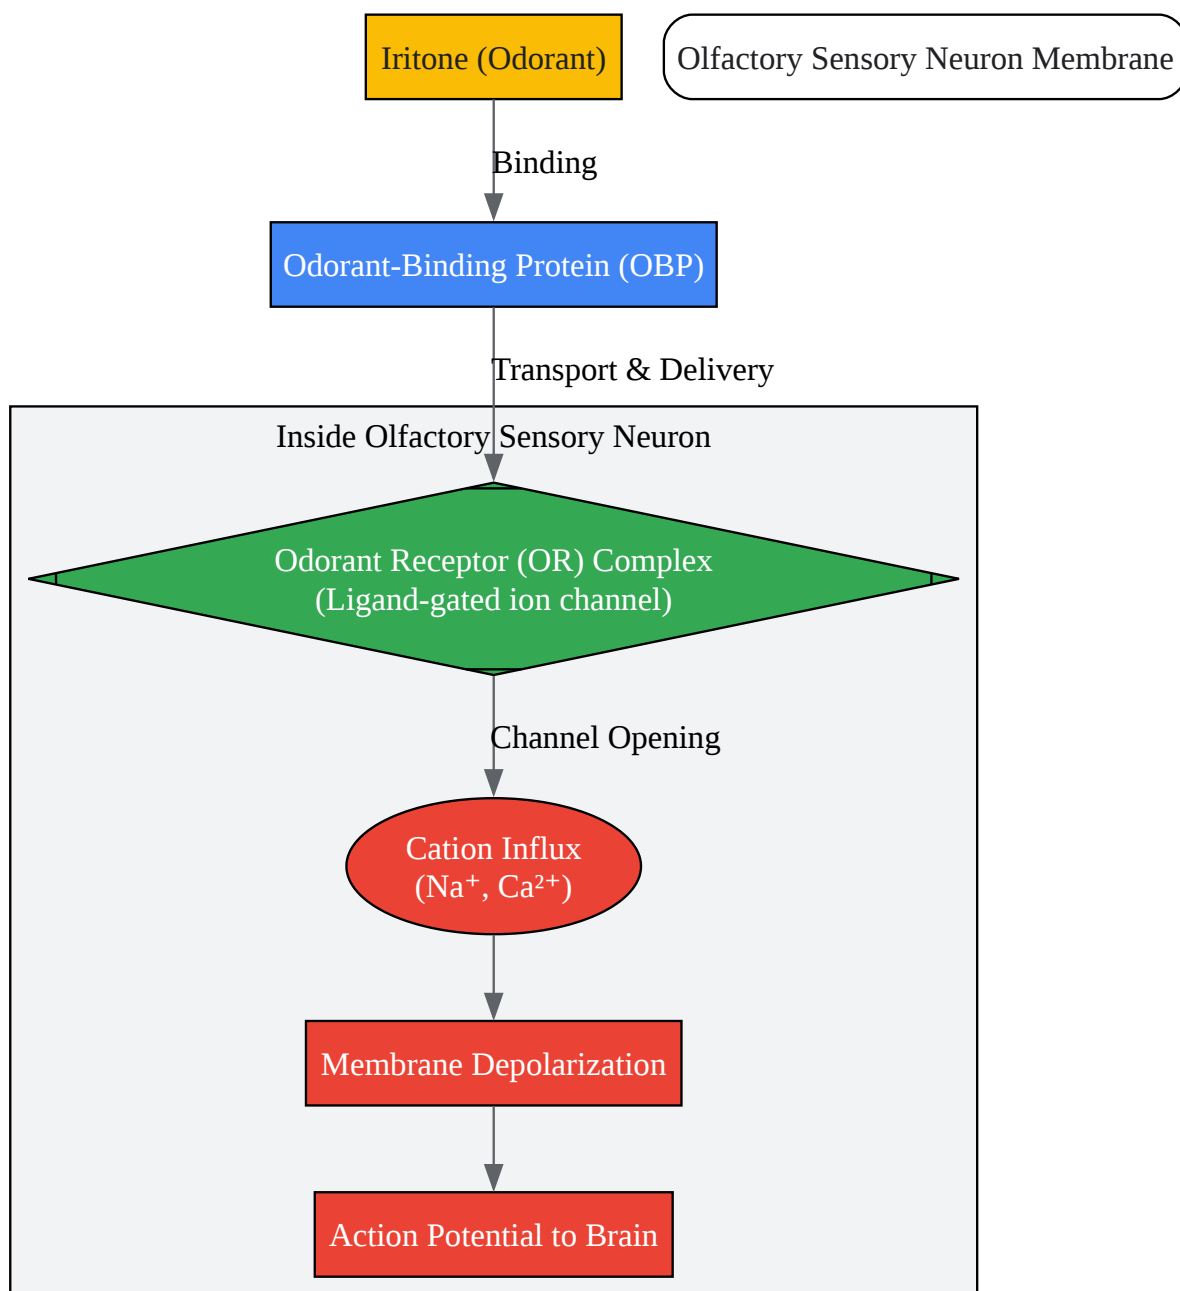 Iritone (Odorant)
Olfactory Sensory Neuron Membrane
Binding
Odorant-Binding Protein (OBP)
Transport & Delivery
Inside Olfactory Sensory Neuron
Odorant Receptor (OR) Complex
(Ligand-gated ion channel)
Channel Opening
Cation Influx
(Na⁺, Ca²⁺)
Membrane Depolarization
Action Potential to Brain